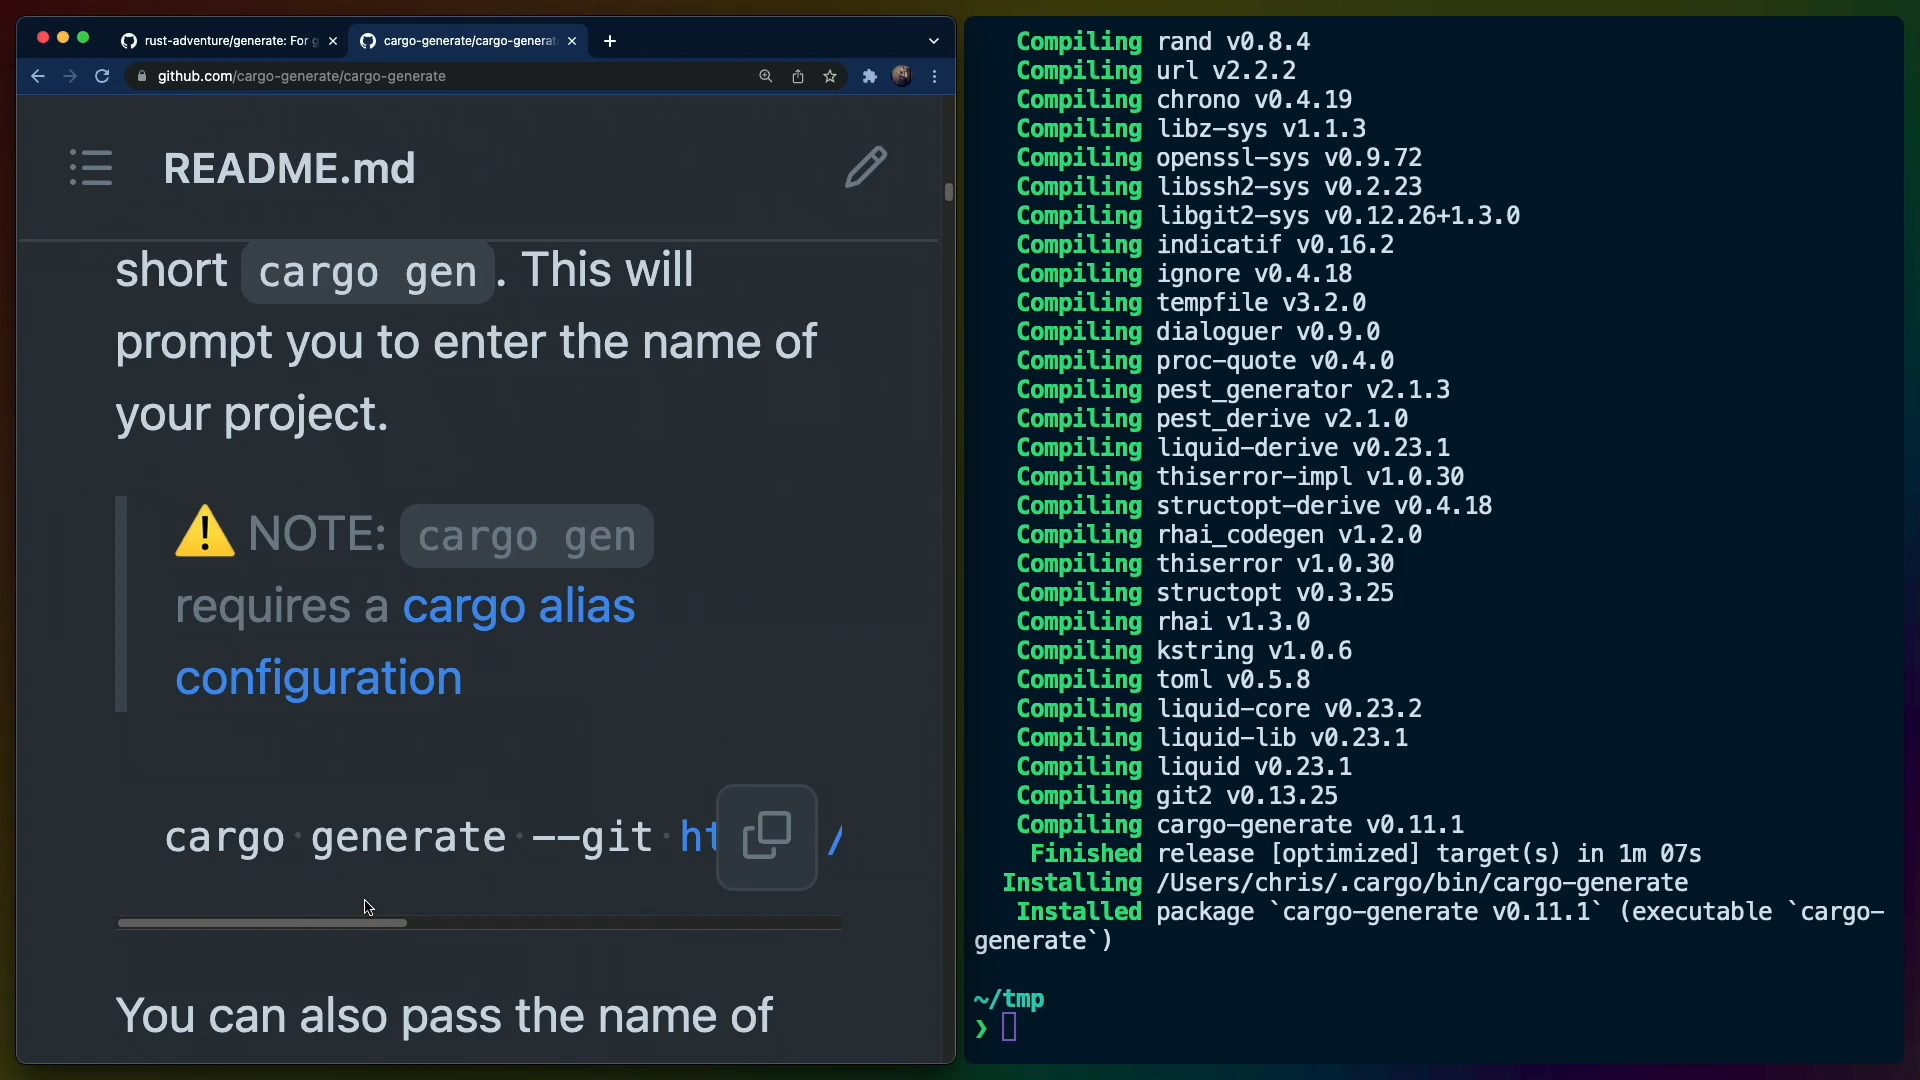 rust-adventure/generate: For g
cargo-generate/cargo-generat
github.com/cargo-generate/cargo-generate
README.md
short cargo gen. This will
prompt you to enter the name of
your project.
⚠️ NOTE: cargo gen
requires a cargo alias
configuration
cargo generate --git ht /
You can also pass the name of
Compiling rand v0.8.4
Compiling url v2.2.2
Compiling chrono v0.4.19
Compiling libz-sys v1.1.3
Compiling openssl-sys v0.9.72
Compiling libssh2-sys v0.2.23
Compiling libgit2-sys v0.12.26+1.3.0
Compiling indicatif v0.16.2
Compiling ignore v0.4.18
Compiling tempfile v3.2.0
Compiling dialoguer v0.9.0
Compiling proc-quote v0.4.0
Compiling pest_generator v2.1.3
Compiling pest_derive v2.1.0
Compiling liquid-derive v0.23.1
Compiling thiserror-impl v1.0.30
Compiling structopt-derive v0.4.18
Compiling rhai_codegen v1.2.0
Compiling thiserror v1.0.30
Compiling structopt v0.3.25
Compiling rhai v1.3.0
Compiling kstring v1.0.6
Compiling toml v0.5.8
Compiling liquid-core v0.23.2
Compiling liquid-lib v0.23.1
Compiling liquid v0.23.1
Compiling git2 v0.13.25
Compiling cargo-generate v0.11.1
Finished release [optimized] target(s) in 1m 07s
Installing /Users/chris/.cargo/bin/cargo-generate
Installed package `cargo-generate v0.11.1` (executable `cargo-
generate`)
~/tmp
❯